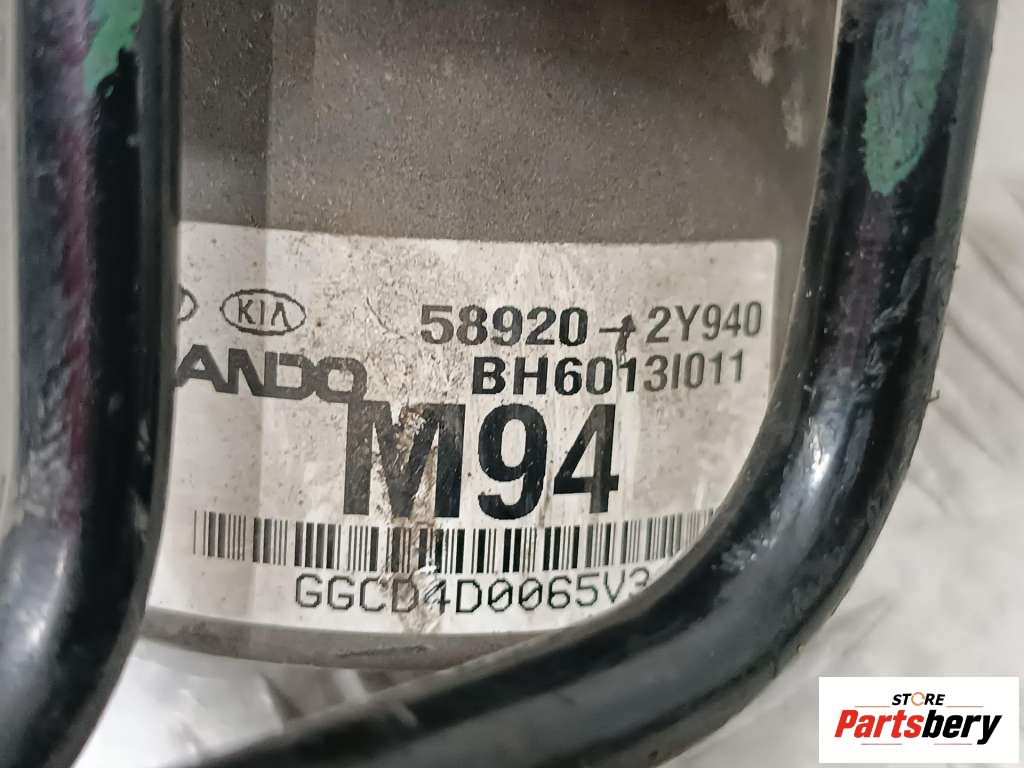 KIA 58920→2Y940
ANDO BH6013I011
M94
GGCD4D0065V3
STORE
Partsbery